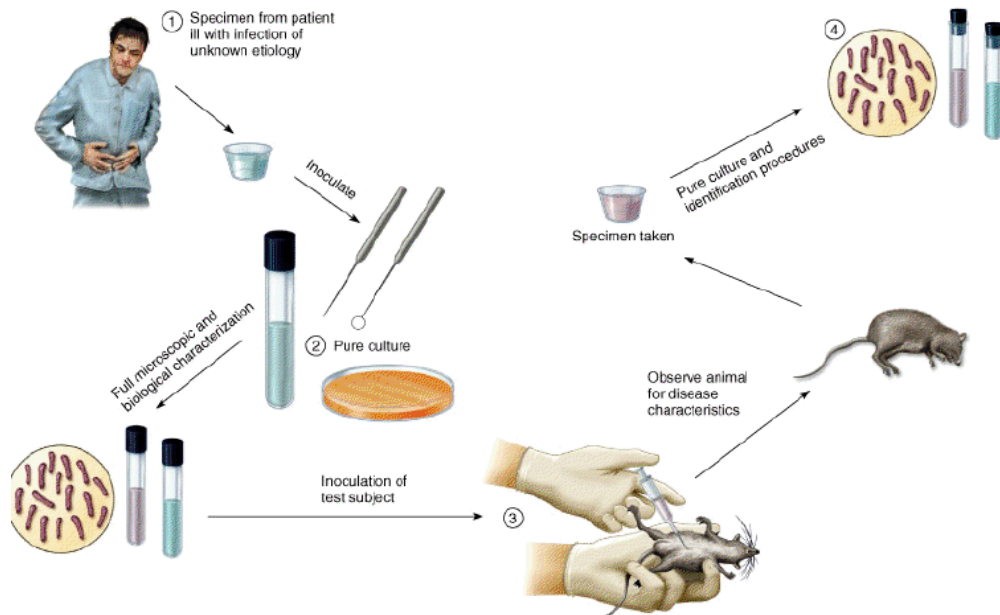 1 Specimen from patient
ill with infection of
unknown etiology
Inoculate
Full microscopic and
biological characterization
2 Pure culture
Inoculation of
test subject
3
Observe animal
for disease
characteristics
Specimen taken
Pure culture and
identification procedures
4